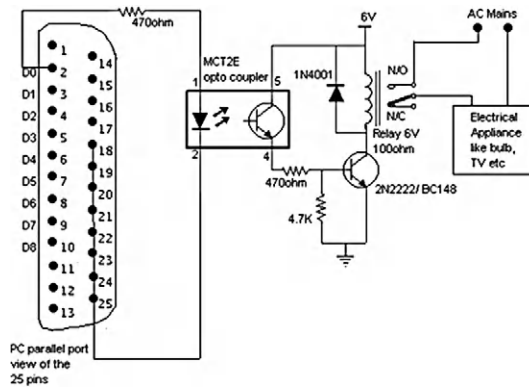 470ohm
6V
AC Mains
D0
D1
D2
D3
D4
D5
D6
D7
D8
1
2
3
4
5
6
7
8
9
10
11
12
13
14
15
16
17
18
19
20
21
22
23
24
25
MCT2E
opto coupler
1
5
2
4
1N4001
N/O
N/C
Relay 6V
100ohm
Electrical
Appliance
like bulb,
TV etc
470ohm
2N2222/ BC148
4.7K
PC parallel port
view of the
25 pins